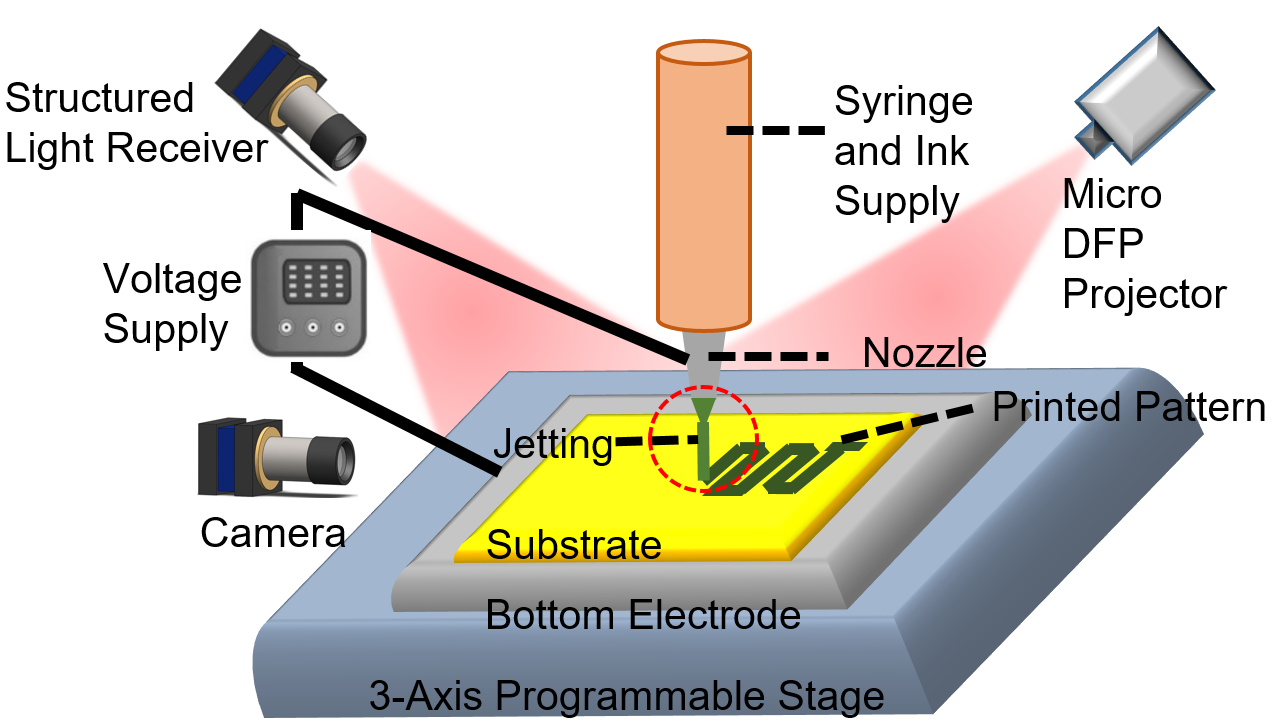 Structured
Light Receiver
Syringe
and Ink
Supply
Micro
DFP
Projector
Voltage
Supply
Nozzle
Printed Pattern
Jetting
Camera
Substrate
Bottom Electrode
3-Axis Programmable Stage